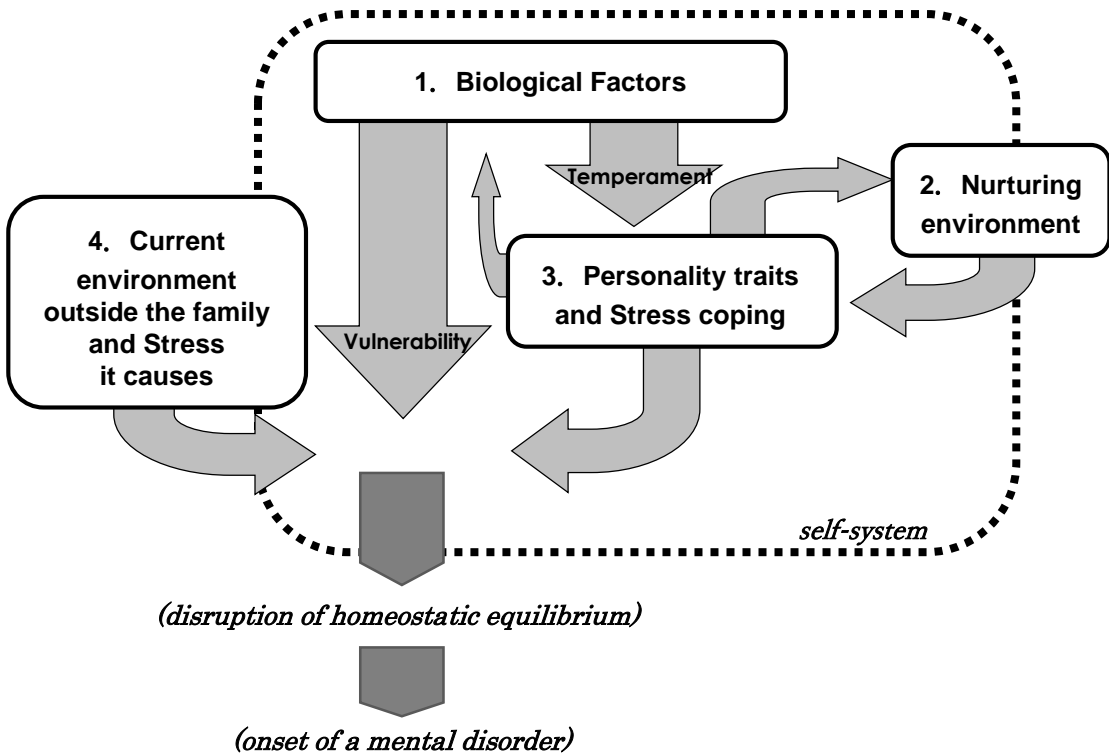 1. Biological Factors
Temperament
2. Nurturing
environment
4. Current
environment
outside the family
and Stress
it causes
3. Personality traits
and Stress coping
Vulnerability
self-system
(disruption of homeostatic equilibrium)
(onset of a mental disorder)